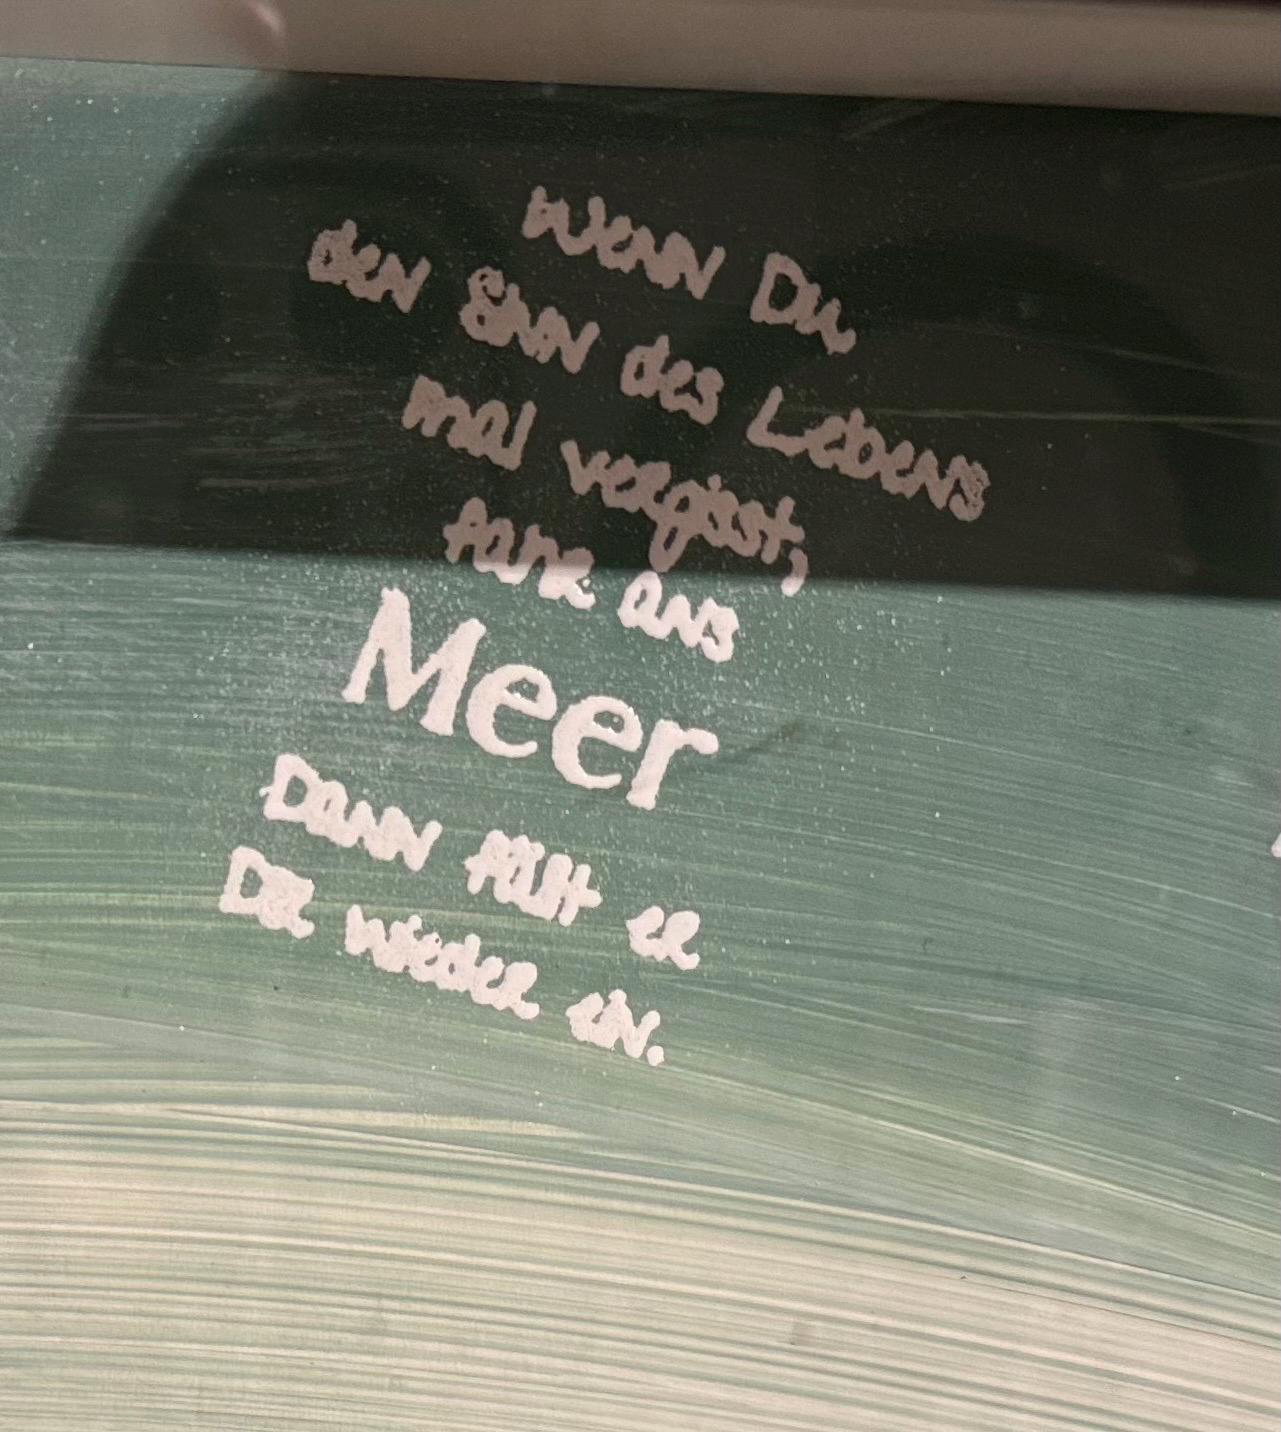 Wenn Du
den Sinn des Lebens
mal vergisst,
fahre ans
Meer
Dann fällt er
Dir wieder ein.